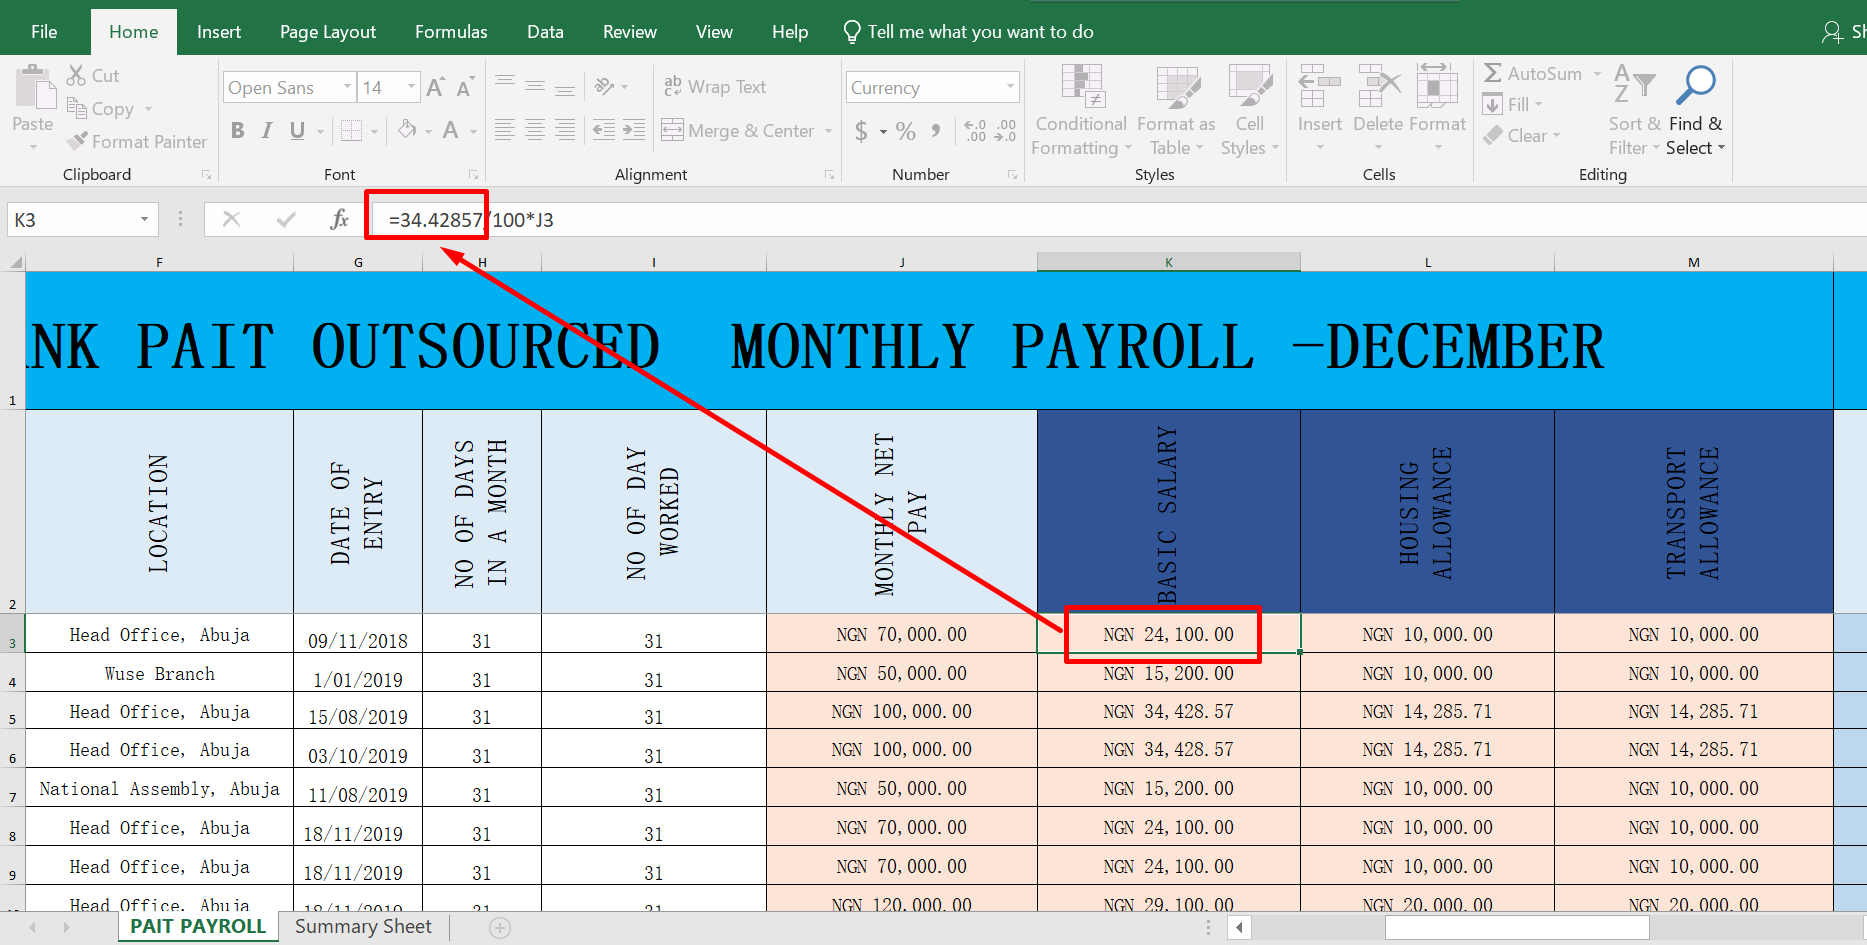 File Home Insert Page Layout Formulas Data Review View Help Tell me what you want to do
Cut
Copy
Format Painter
Paste
Clipboard
Open Sans 14
B I U
Font
Wrap Text
Merge & Center
Alignment
Currency
$ % ,
Number
Conditional Formatting
Format as Table
Cell Styles
Styles
Insert Delete Format
Cells
AutoSum
Fill
Clear
Sort & Filter
Find & Select
Editing
K3 fx =34.42857/100*J3
F G H I J K L M
1 NK PAIT OUTSOURCED MONTHLY PAYROLL -DECEMBER
2 LOCATION DATE OF ENTRY NO OF DAYS IN A MONTH NO OF DAY WORKED MONTHLY NET PAY BASIC SALARY HOUSING ALLOWANCE TRANSPORT ALLOWANCE
3 Head Office, Abuja 09/11/2018 31 31 NGN 70,000.00 NGN 24,100.00 NGN 10,000.00 NGN 10,000.00
4 Wuse Branch 1/01/2019 31 31 NGN 50,000.00 NGN 15,200.00 NGN 10,000.00 NGN 10,000.00
5 Head Office, Abuja 15/08/2019 31 31 NGN 100,000.00 NGN 34,428.57 NGN 14,285.71 NGN 14,285.71
6 Head Office, Abuja 03/10/2019 31 31 NGN 100,000.00 NGN 34,428.57 NGN 14,285.71 NGN 14,285.71
7 National Assembly, Abuja 11/08/2019 31 31 NGN 50,000.00 NGN 15,200.00 NGN 10,000.00 NGN 10,000.00
8 Head Office, Abuja 18/11/2019 31 31 NGN 70,000.00 NGN 24,100.00 NGN 10,000.00 NGN 10,000.00
9 Head Office, Abuja 18/11/2019 31 31 NGN 70,000.00 NGN 24,100.00 NGN 10,000.00 NGN 10,000.00
Head Office, Abuja 18/11/2019 31 31 NGN 120,000.00 NGN 29,100.00 NGN 20,000.00 NGN 20,000.00
PAIT PAYROLL Summary Sheet